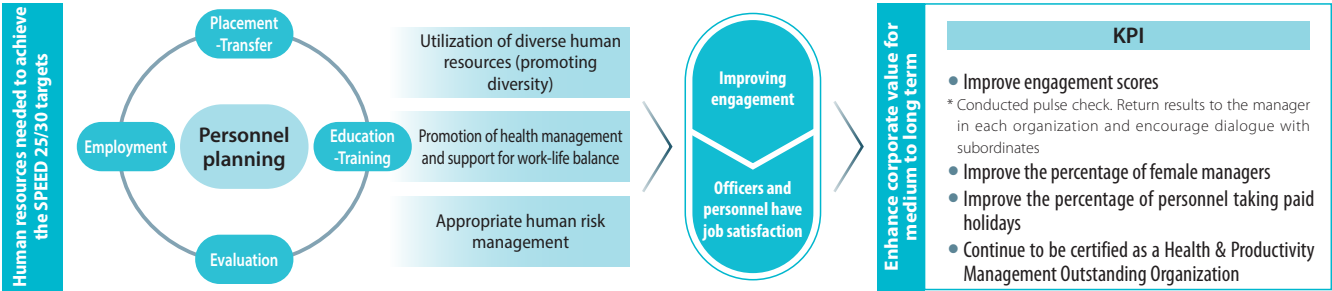 Human resources needed to achieve
the SPEED 25/30 targets
Placement
-Transfer
Employment
Personnel
planning
Education
-Training
Evaluation
Utilization of diverse human
resources (promoting
diversity)
Promotion of health management
and support for work-life balance
Appropriate human risk
management
Improving
engagement
Officers and
personnel have
job satisfaction
Enhance corporate value for
medium to long term
KPI
● Improve engagement scores
* Conducted pulse check. Return results to the manager
in each organization and encourage dialogue with
subordinates
● Improve the percentage of female managers
● Improve the percentage of personnel taking paid
holidays
● Continue to be certified as a Health & Productivity
Management Outstanding Organization